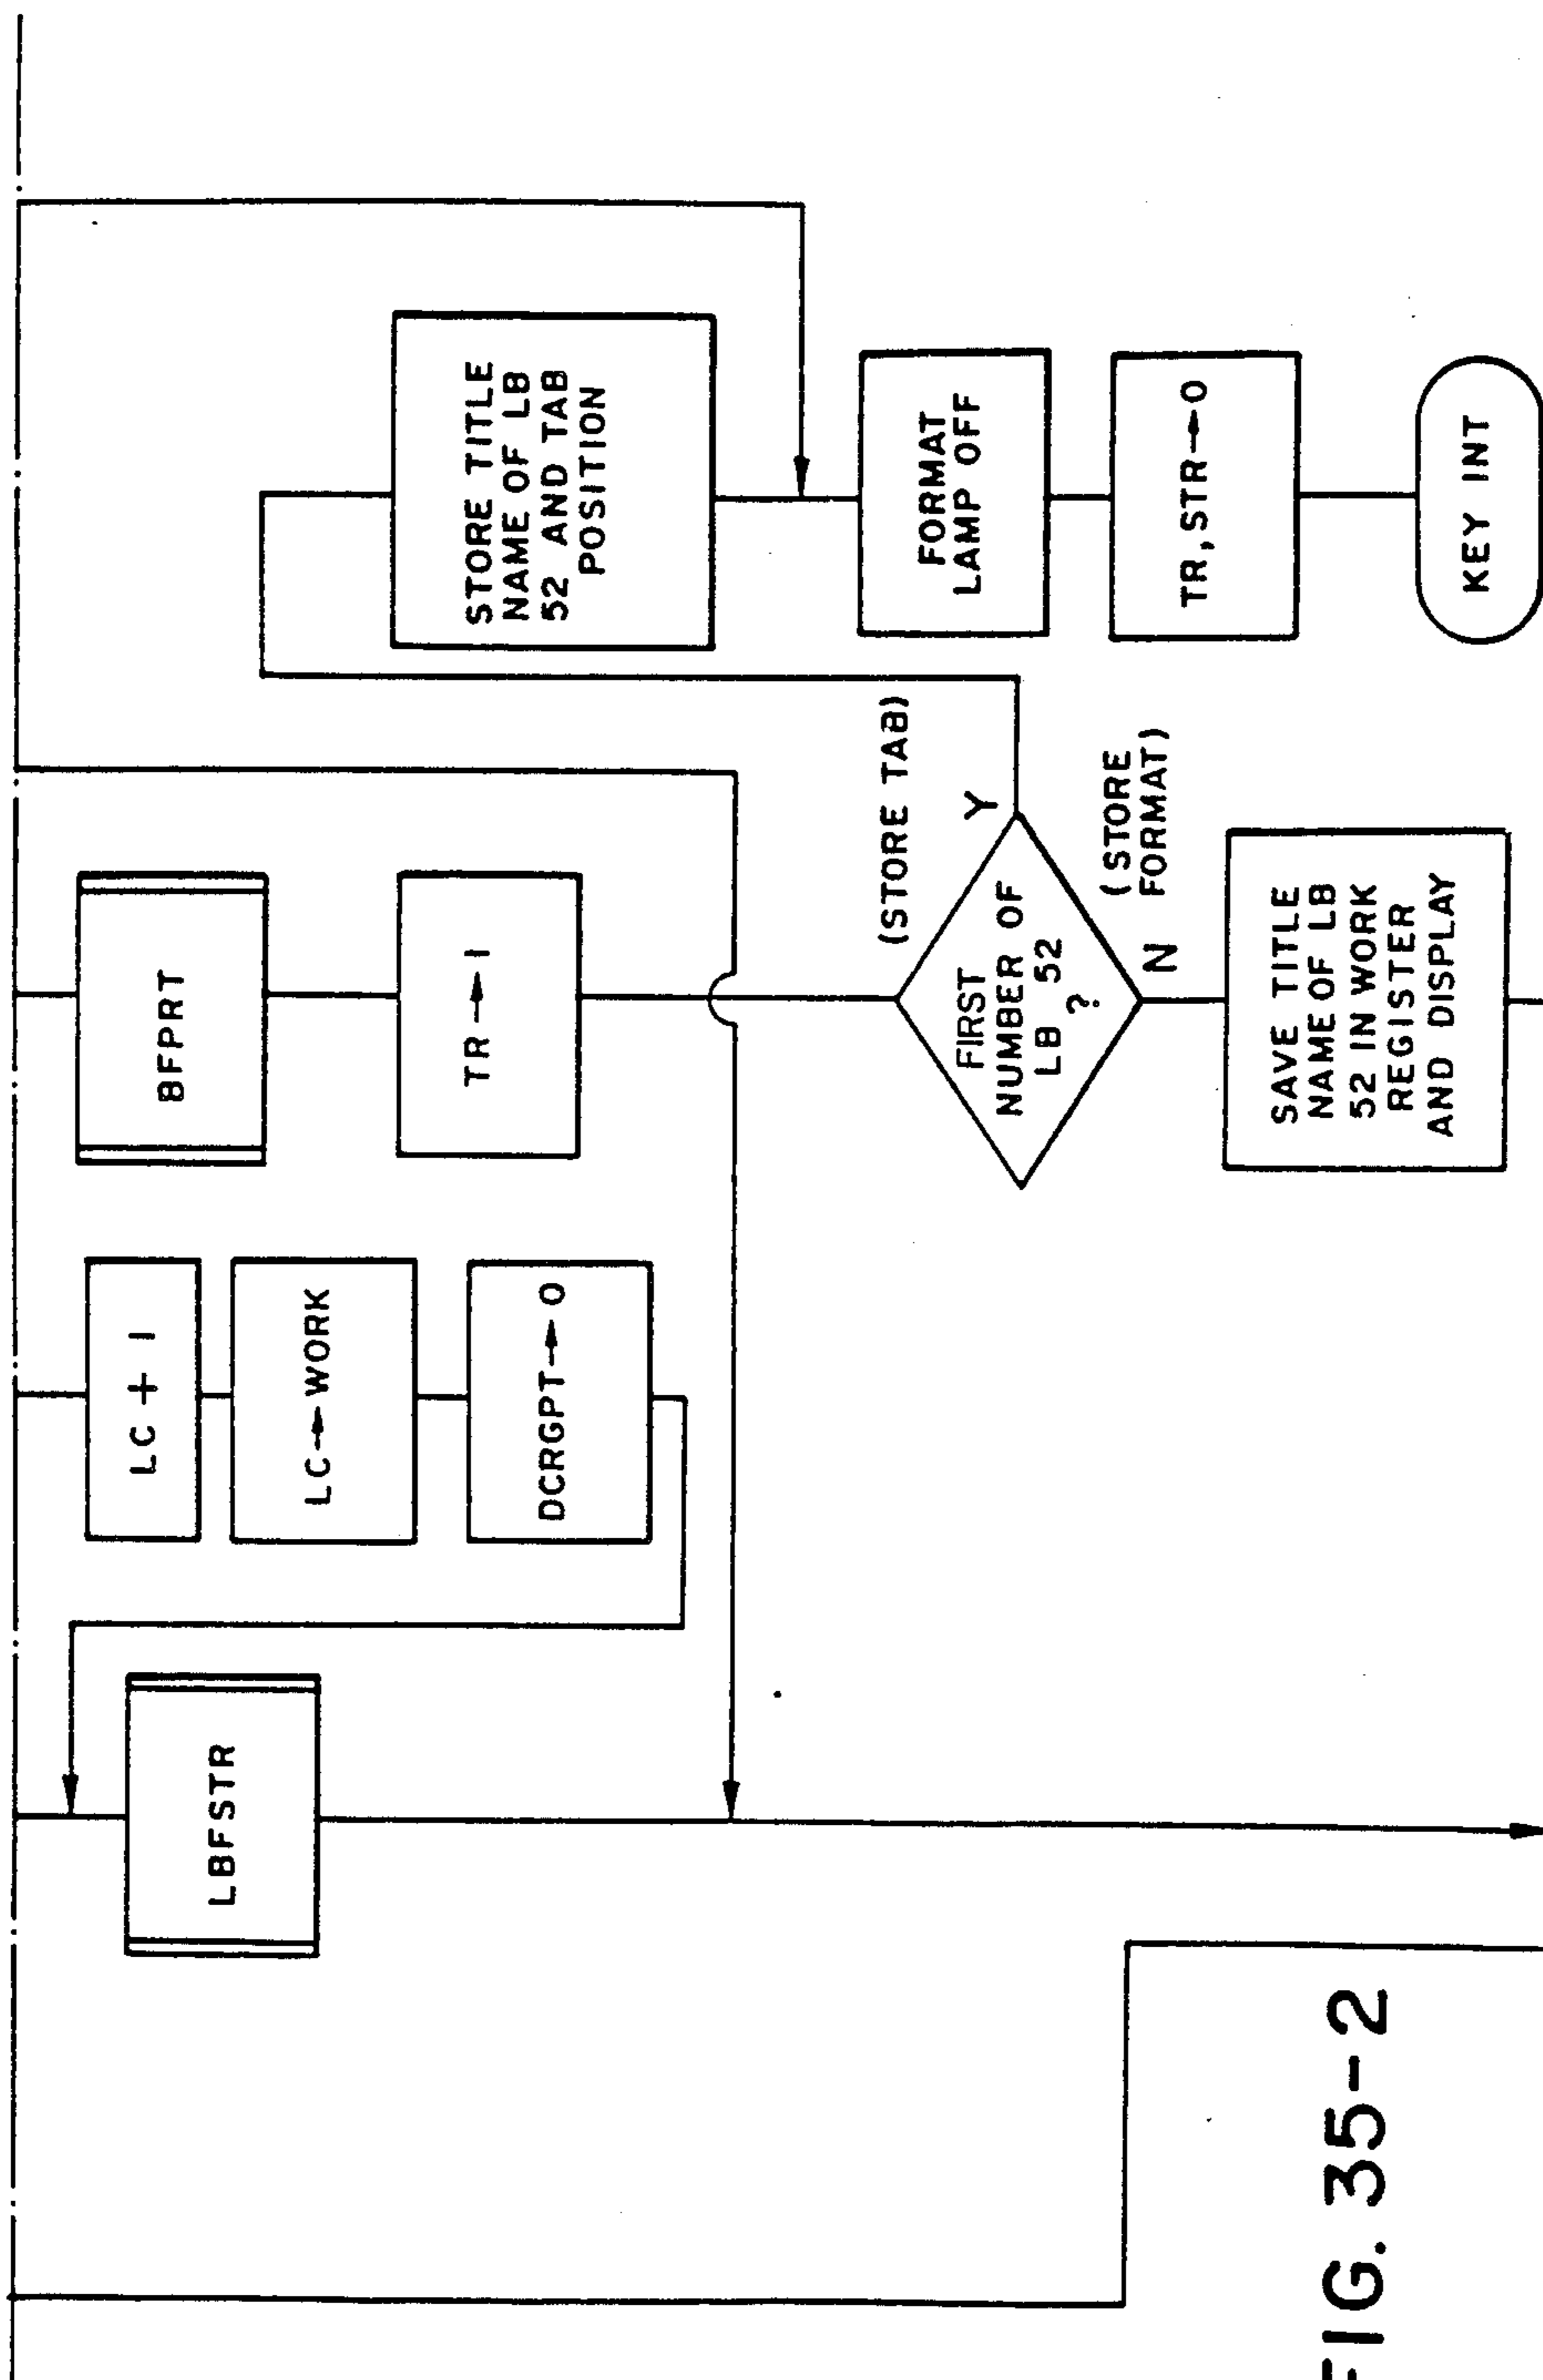 LBFSTR
LC + 1
LC→WORK
DCRGPT→0
BFPRT
TR→1
FIRST
NUMBER OF
LB 52
?
Y
(STORE TAB)
N
(STORE
FORMAT)
SAVE TITLE
NAME OF LB
52 IN WORK
REGISTER
AND DISPLAY
STORE TITLE
NAME OF LB
52 AND TAB
POSITION
FORMAT
LAMP OFF
TR,STR→0
KEY INT
FIG. 35-2